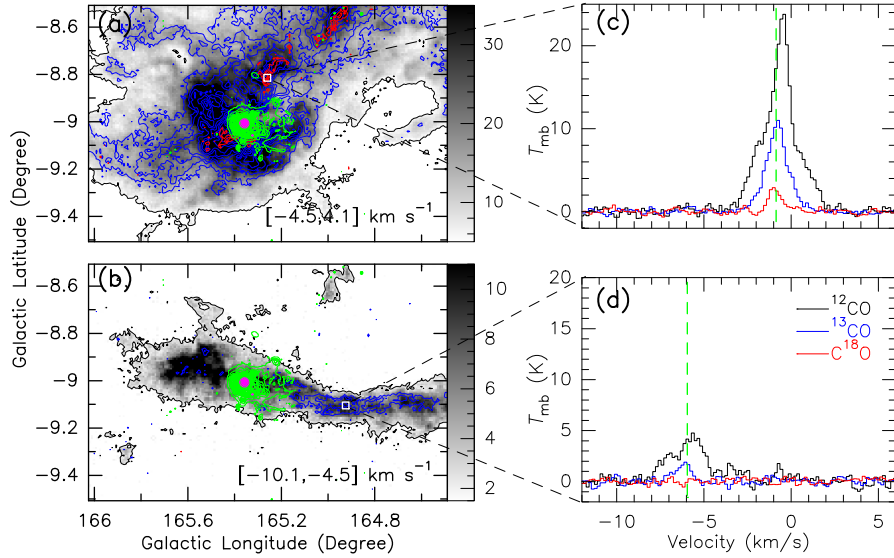 (a)
[-4.5,4.1] km s⁻¹
-8.6
-8.8
-9
-9.2
-9.4
30
20
10
(b)
[-10.1,-4.5] km s⁻¹
-8.6
-8.8
-9
-9.2
-9.4
10
8
6
4
2
166
165.6
165.2
164.8
Galactic Longitude (Degree)
Galactic Latitude (Degree)
(c)
20
10
0
T_mb (K)
(d)
¹²CO
¹³CO
C¹⁸O
20
15
10
5
0
T_mb (K)
-10
-5
0
5
Velocity (km/s)